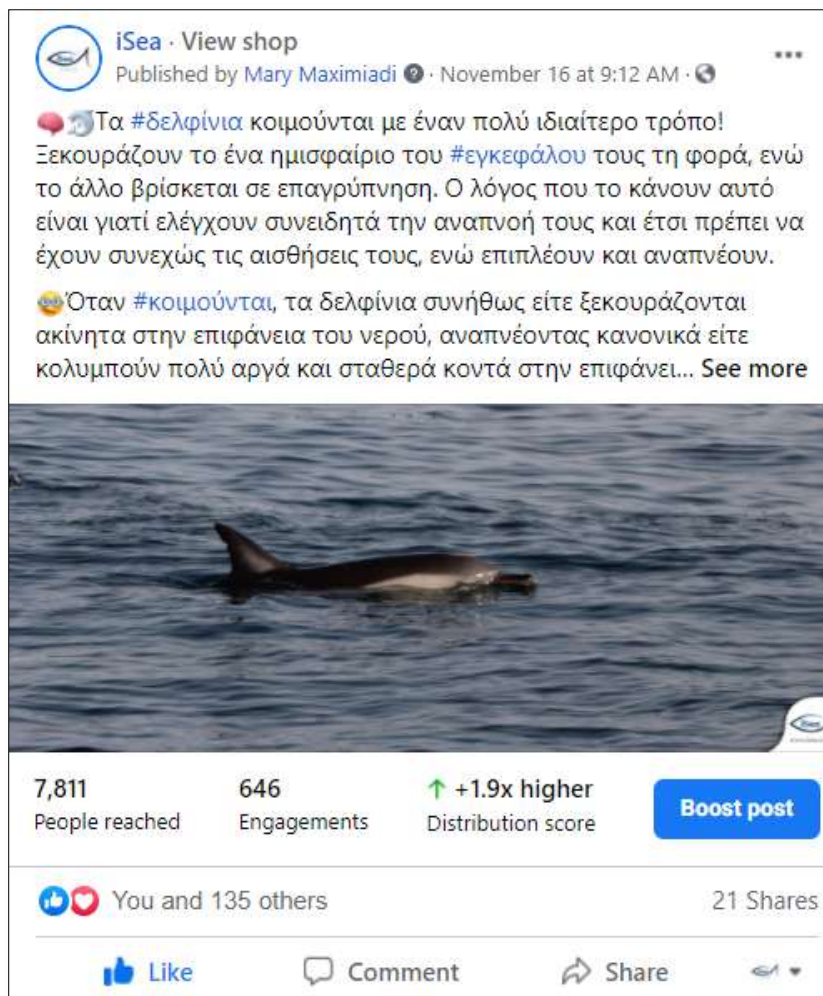 iSea · View shop
Published by Mary Maximiadi · November 16 at 9:12 AM ·
Τα #δελφίνια κοιμούνται με έναν πολύ ιδιαίτερο τρόπο!
Ξεκουράζουν το ένα ημισφαίριο του #εγκεφάλου τους τη φορά, ενώ
το άλλο βρίσκεται σε επαγρύπνηση. Ο λόγος που το κάνουν αυτό
είναι γιατί ελέγχουν συνειδητά την αναπνοή τους και έτσι πρέπει να
έχουν συνεχώς τις αισθήσεις τους, ενώ επιπλέουν και αναπνέουν.
Όταν #κοιμούνται, τα δελφίνια συνήθως είτε ξεκουράζονται
ακίνητα στην επιφάνεια του νερού, αναπνέοντας κανονικά είτε
κολυμπούν πολύ αργά και σταθερά κοντά στην επιφάνει... See more
7,811 646 +1.9x higher Boost post
People reached Engagements Distribution score
You and 135 others 21 Shares
Like Comment Share